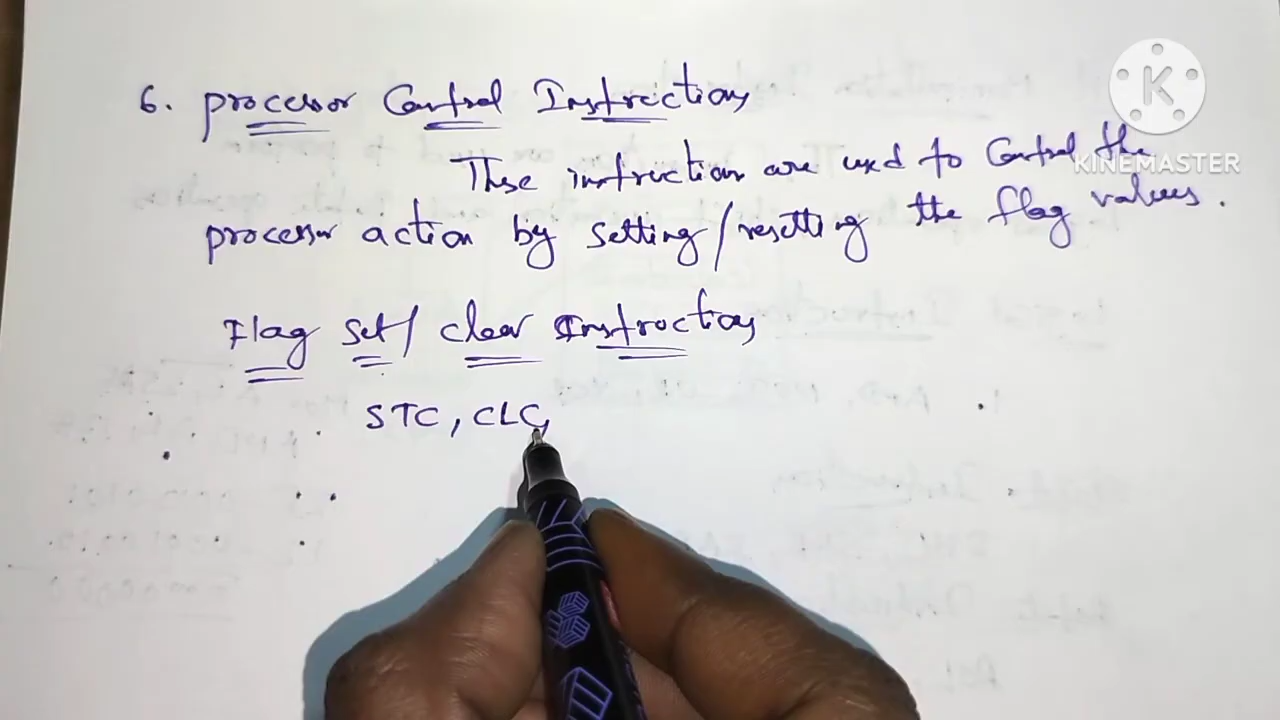 6. processor Control Instructions
These instruction are used to Control the
processor action by setting/resetting the flag values.
Flag set/clear Instructions
STC, CLC,
KINEMASTER